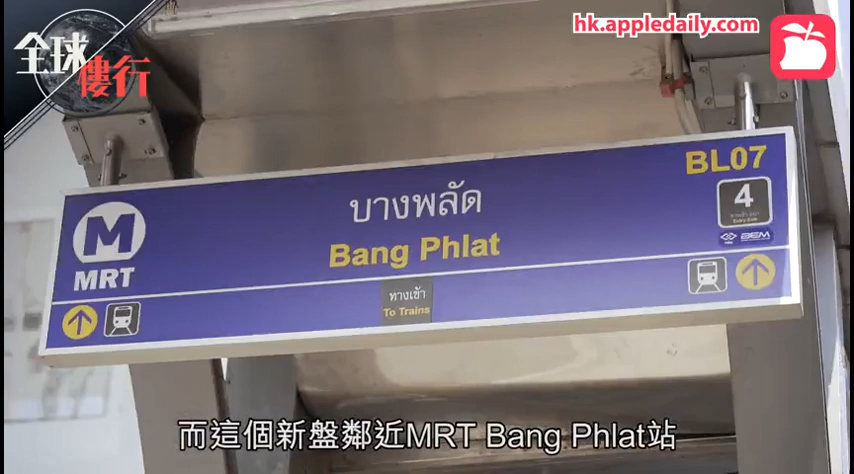 hk.appledaily.com
全球
樓行
BL07
บางพลัด
4
Bang Phlat
M
BEM
MRT
ทางเข้า
To Trains
而這個新盤鄰近MRT Bang Phlat站